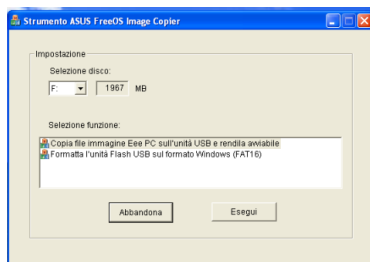 Strumento ASUS FreeOS Image Copier
Impostazione
Selezione disco:
F: 1967 MB
Selezione funzione:
Copia file immagine Eee PC sull'unità USB e rendila avviabile
Formatta l'unità Flash USB sul formato Windows (FAT16)
Abbandona Esegui